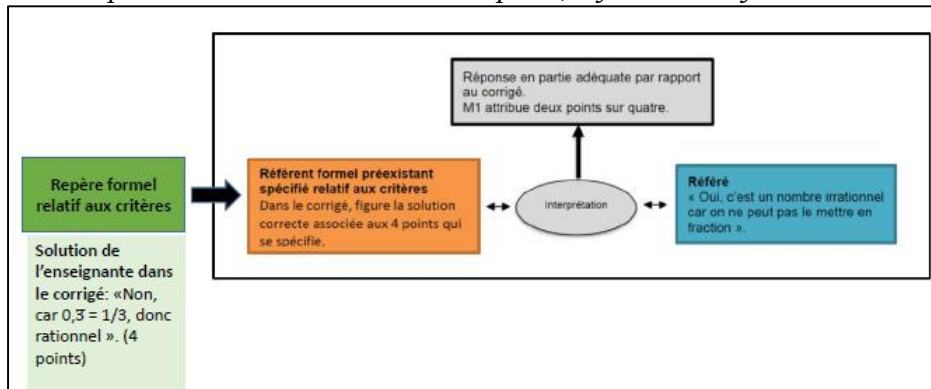 Réponse en partie adéquate par rapport
au corrigé.
M1 attribue deux points sur quatre.
Repère formel
relatif aux critères
Solution de
l'enseignante dans
le corrigé: «Non,
car 0,3̅ = 1/3, donc
rationnel ». (4
points)
Référent formel préexistant
spécifié relatif aux critères
Dans le corrigé, figure la solution
correcte associée aux 4 points qui
se spécifie.
Interprétation
Référé
« Oui, c'est un nombre irrationnel
car on ne peut pas le mettre en
fraction ».